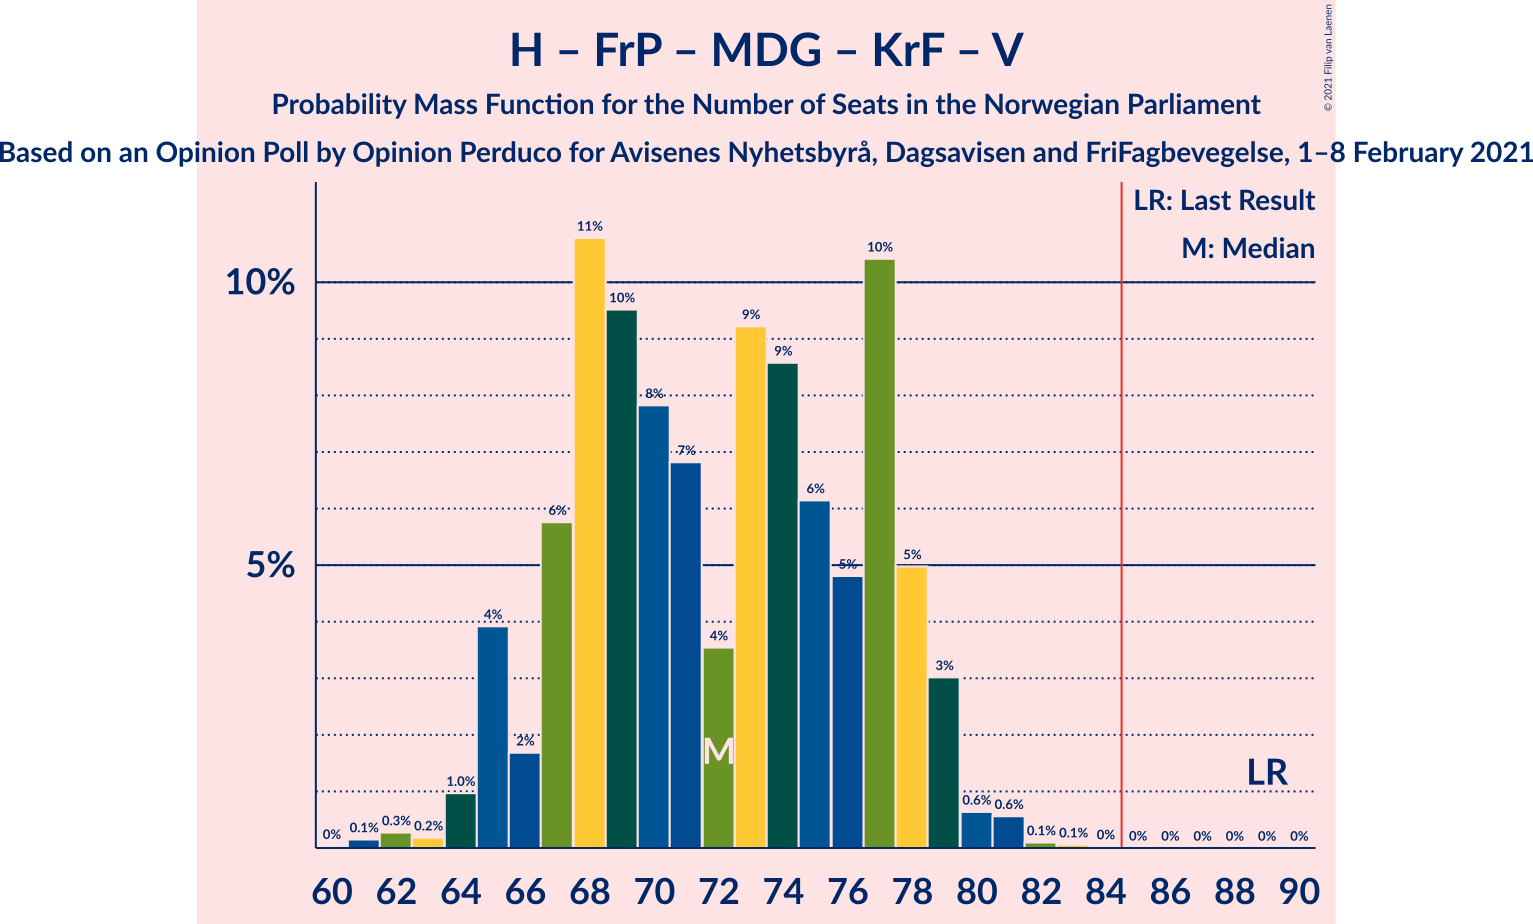 H – FrP – MDG – KrF – V
© 2021 Filip van Laenen
Probability Mass Function for the Number of Seats in the Norwegian Parliament
Based on an Opinion Poll by Opinion Perduco for Avisenes Nyhetsbyrå, Dagsavisen and FriFagbevegelse, 1–8 February 2021
LR: Last Result
M: Median
10%
5%
0% 0.1% 0.3% 0.2% 1.0% 4% 2% 6% 11% 10% 8% 7% 4% 9% 9% 6% 5% 10% 5% 3% 0.6% 0.6% 0.1% 0.1% 0% 0% 0% 0% 0% 0% 0%
M
LR
60 62 64 66 68 70 72 74 76 78 80 82 84 86 88 90